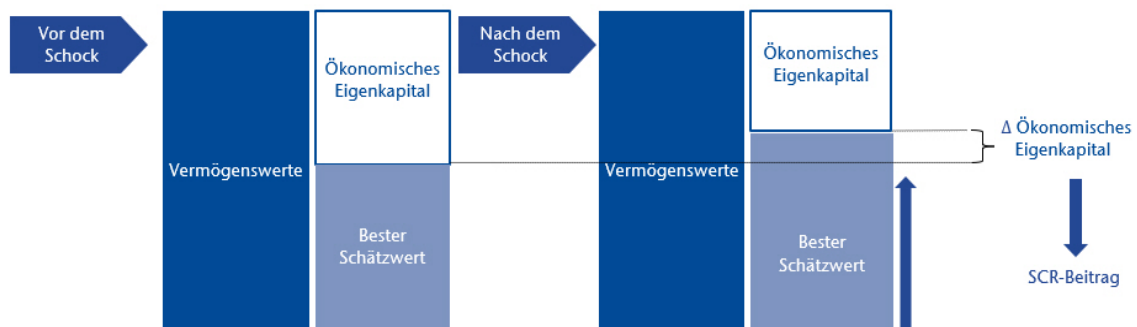 Vor dem
Schock
Vermögenswerte
Ökonomisches
Eigenkapital
Bester
Schätzwert
Nach dem
Schock
Vermögenswerte
Ökonomisches
Eigenkapital
Bester
Schätzwert
Δ Ökonomisches
Eigenkapital
SCR-Beitrag